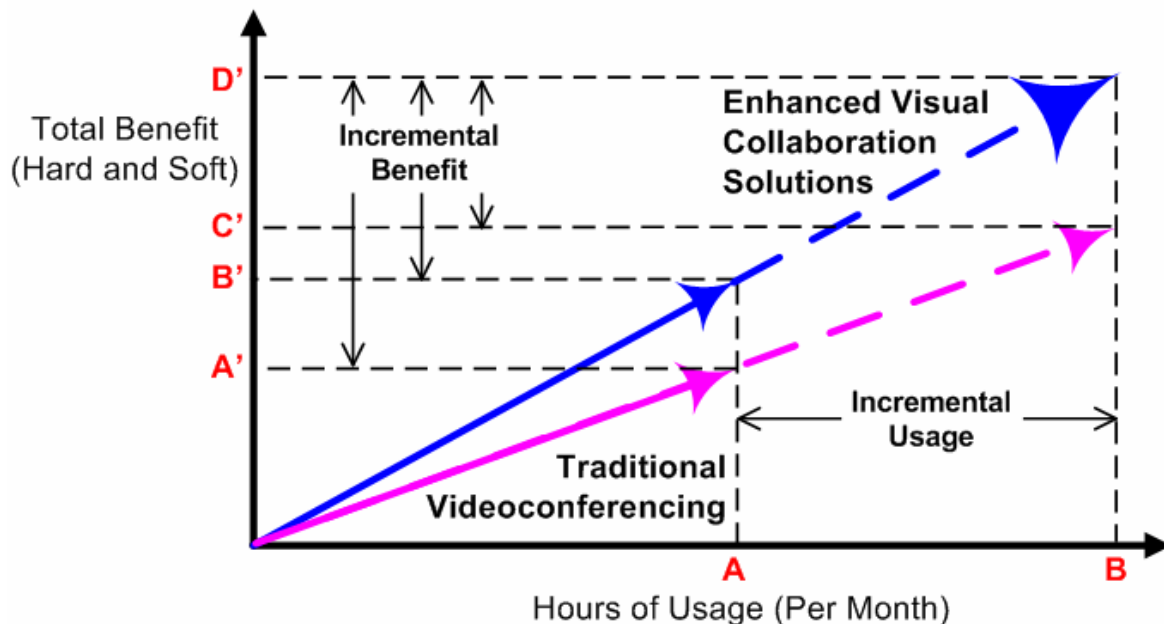 D’
Total Benefit
(Hard and Soft)
Incremental
Benefit
Enhanced Visual
Collaboration
Solutions
C’
B’
A’
Incremental
Usage
Traditional
Videoconferencing
A
B
Hours of Usage (Per Month)